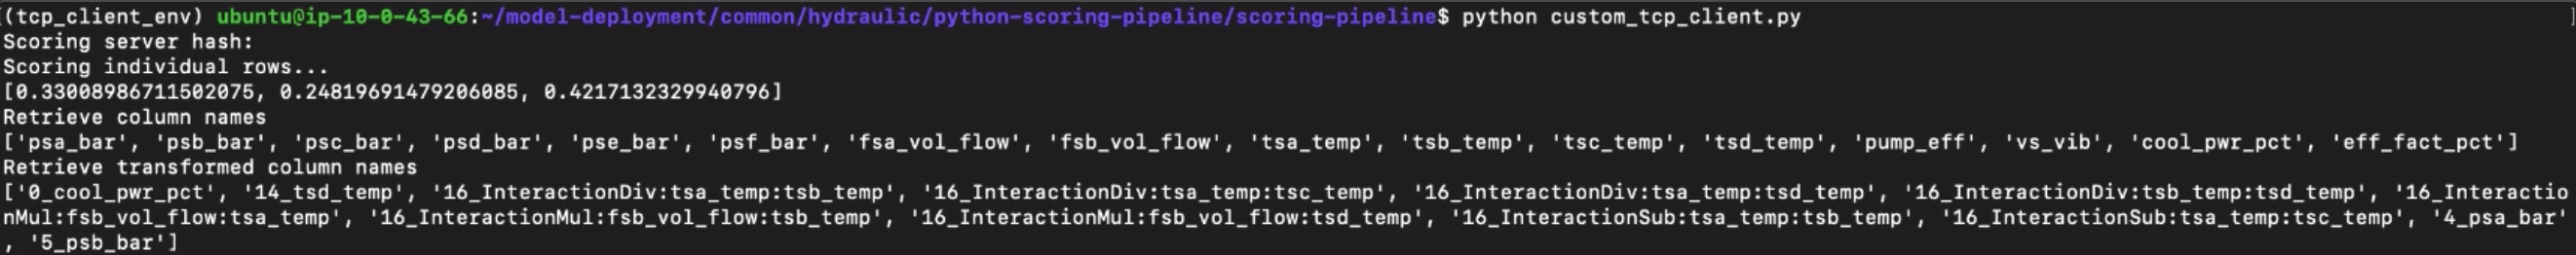 (tcp_client_env) ubuntu@ip-10-0-43-66:~/model-deployment/common/hydraulic/python-scoring-pipeline/scoring-pipeline$ python custom_tcp_client.py
Scoring server hash:
Scoring individual rows...
[0.33008986711502075, 0.24819691479206085, 0.4217132329940796]
Retrieve column names
['psa_bar', 'psb_bar', 'psc_bar', 'psd_bar', 'pse_bar', 'psf_bar', 'fsa_vol_flow', 'fsb_vol_flow', 'tsa_temp', 'tsb_temp', 'tsc_temp', 'tsd_temp', 'pump_eff', 'vs_vib', 'cool_pwr_pct', 'eff_fact_pct']
Retrieve transformed column names
['0_cool_pwr_pct', '14_tsd_temp', '16_InteractionDiv:tsa_temp:tsb_temp', '16_InteractionDiv:tsa_temp:tsc_temp', '16_InteractionDiv:tsa_temp:tsd_temp', '16_InteractionDiv:tsb_temp:tsd_temp', '16_Interactio
nMul:fsb_vol_flow:tsa_temp', '16_InteractionMul:fsb_vol_flow:tsb_temp', '16_InteractionMul:fsb_vol_flow:tsd_temp', '16_InteractionSub:tsa_temp:tsb_temp', '16_InteractionSub:tsa_temp:tsc_temp', '4_psa_bar'
, '5_psb_bar']